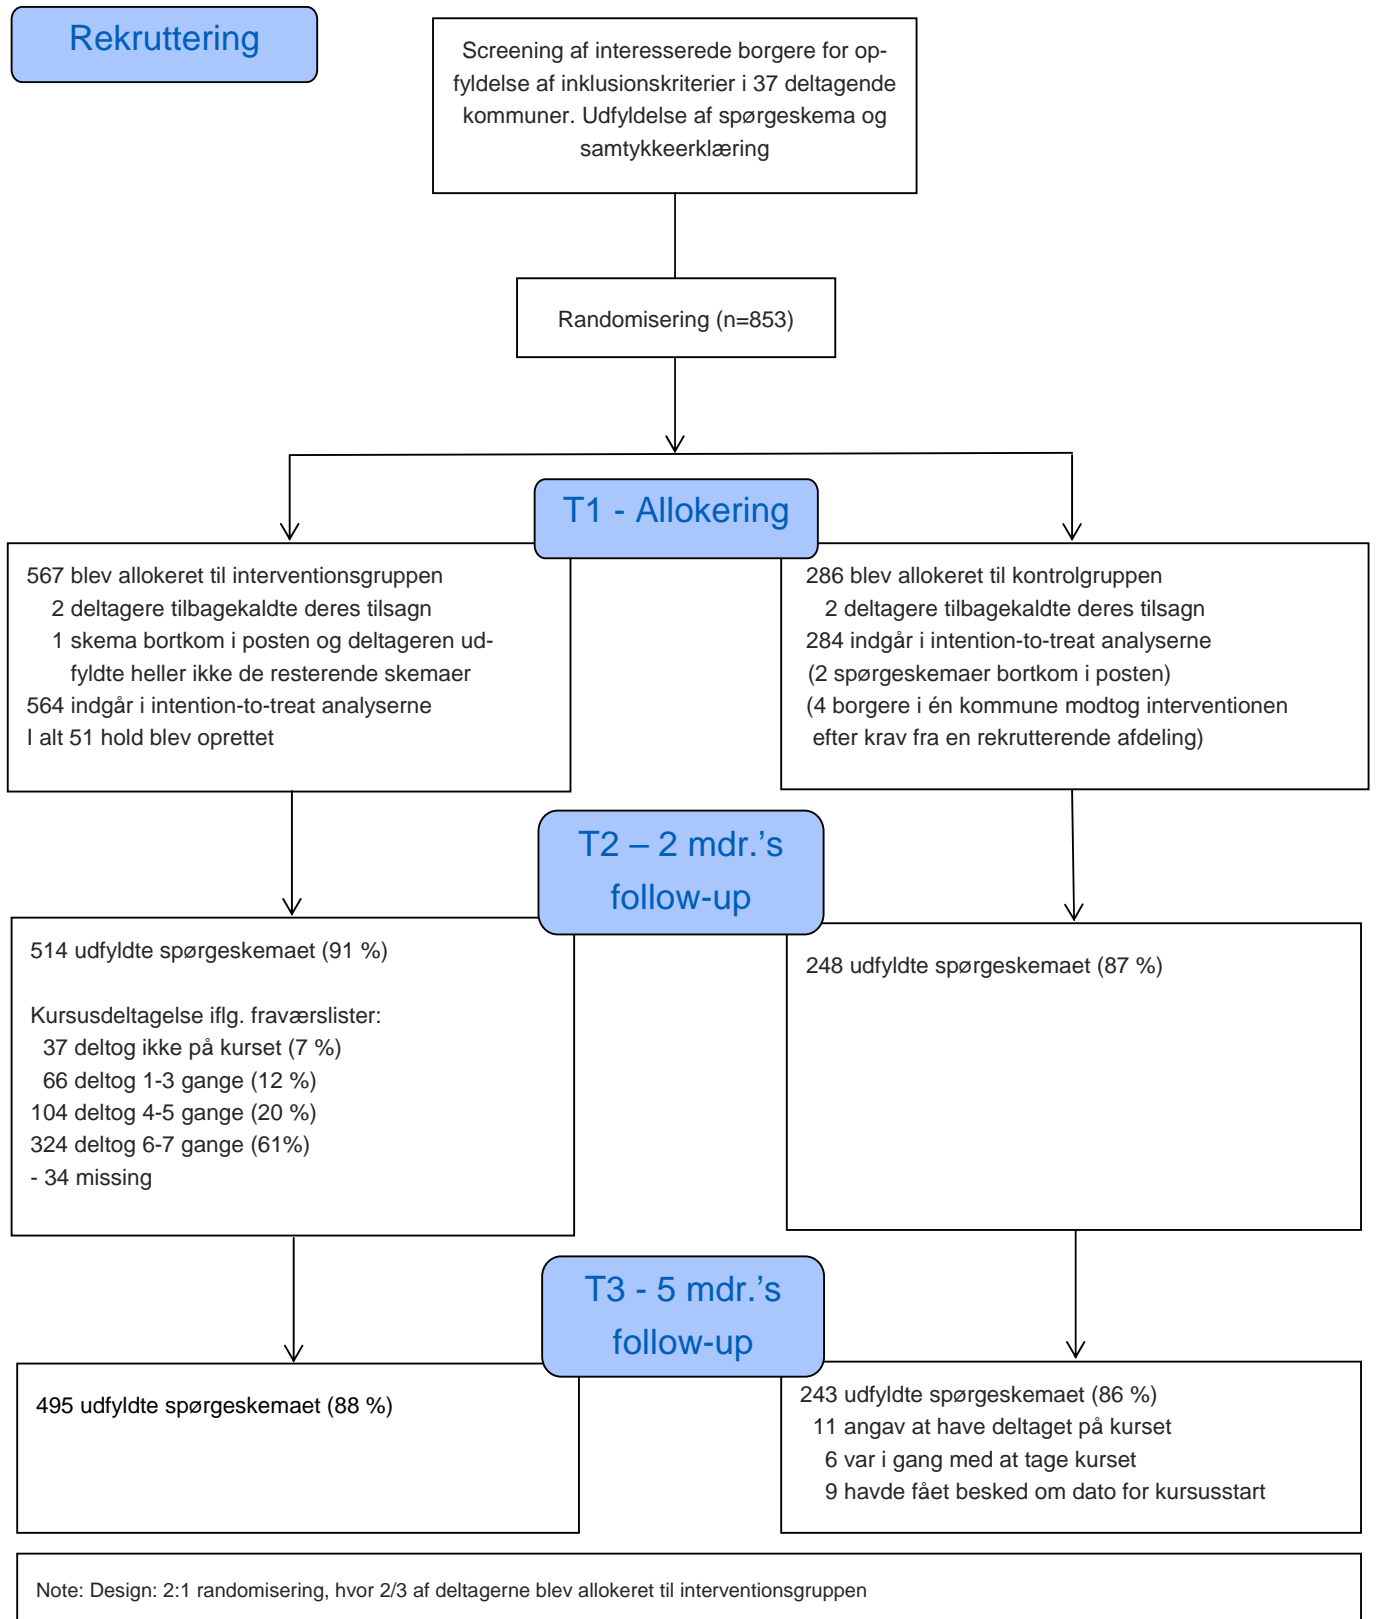 Rekruttering
Screening af interesserede borgere for op-
fyldelse af inklusionskriterier i 37 deltagende
kommuner. Udfyldelse af spørgeskema og
samtykkeerklæring
Randomisering (n=853)
T1 - Allokering
567 blev allokeret til interventionsgruppen
2 deltagere tilbagekaldte deres tilsagn
1 skema bortkom i posten og deltageren ud-
fyldte heller ikke de resterende skemaer
564 indgår i intention-to-treat analyserne
I alt 51 hold blev oprettet
286 blev allokeret til kontrolgruppen
2 deltagere tilbagekaldte deres tilsagn
284 indgår i intention-to-treat analyserne
(2 spørgeskemaer bortkom i posten)
(4 borgere i én kommune modtog interventionen
efter krav fra en rekrutterende afdeling)
T2 – 2 mdr.’s
follow-up
514 udfyldte spørgeskemaet (91 %)
Kursusdeltagelse iflg. fraværslister:
37 deltog ikke på kurset (7 %)
66 deltog 1-3 gange (12 %)
104 deltog 4-5 gange (20 %)
324 deltog 6-7 gange (61%)
- 34 missing
248 udfyldte spørgeskemaet (87 %)
T3 - 5 mdr.’s
follow-up
495 udfyldte spørgeskemaet (88 %)
243 udfyldte spørgeskemaet (86 %)
11 angav at have deltaget på kurset
6 var i gang med at tage kurset
9 havde fået besked om dato for kursusstart
Note: Design: 2:1 randomisering, hvor 2/3 af deltagerne blev allokeret til interventionsgruppen